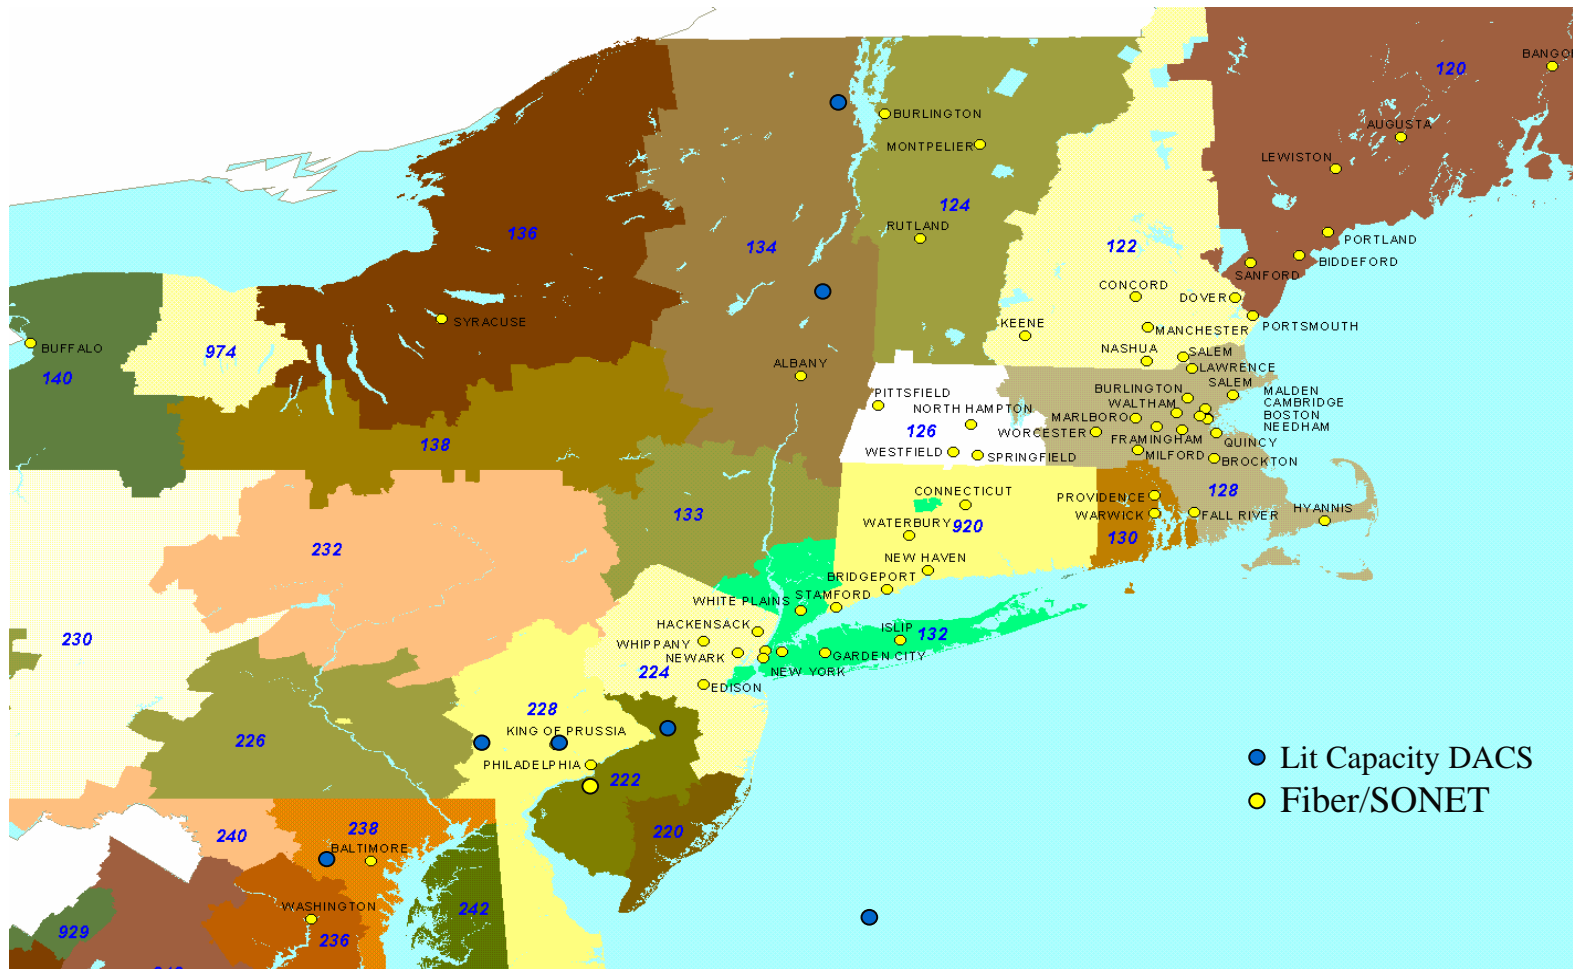 BANGOR
120
AUGUSTA
BURLINGTON
MONTPELIER
LEWISTON
124
136
134
RUTLAND
122
PORTLAND
BIDDEFORD
SANFORD
CONCORD
DOVER
SYRACUSE
KEENE
MANCHESTER
PORTSMOUTH
BUFFALO
974
NASHUA
SALEM
ALBANY
LAWRENCE
140
PITTSFIELD
BURLINGTON
SALEM
MALDEN
NORTH HAMPTON
WALTHAM
CAMBRIDGE
MARLBORO
BOSTON
126
WORCESTER
NEEDHAM
138
FRAMINGHAM
QUINCY
WESTFIELD
SPRINGFIELD
MILFORD
BROCKTON
CONNECTICUT
PROVIDENCE
128
133
WATERBURY
920
WARWICK
FALL RIVER
HYANNIS
130
232
NEW HAVEN
BRIDGEPORT
WHITE PLAINS
STAMFORD
HACKENSACK
ISLIP
132
230
WHIPPANY
NEWARK
GARDEN CITY
224
NEW YORK
EDISON
228
KING OF PRUSSIA
226
PHILADELPHIA
222
Lit Capacity DACS
Fiber/SONET
240
238
220
BALTIMORE
WASHINGTON
242
929
236